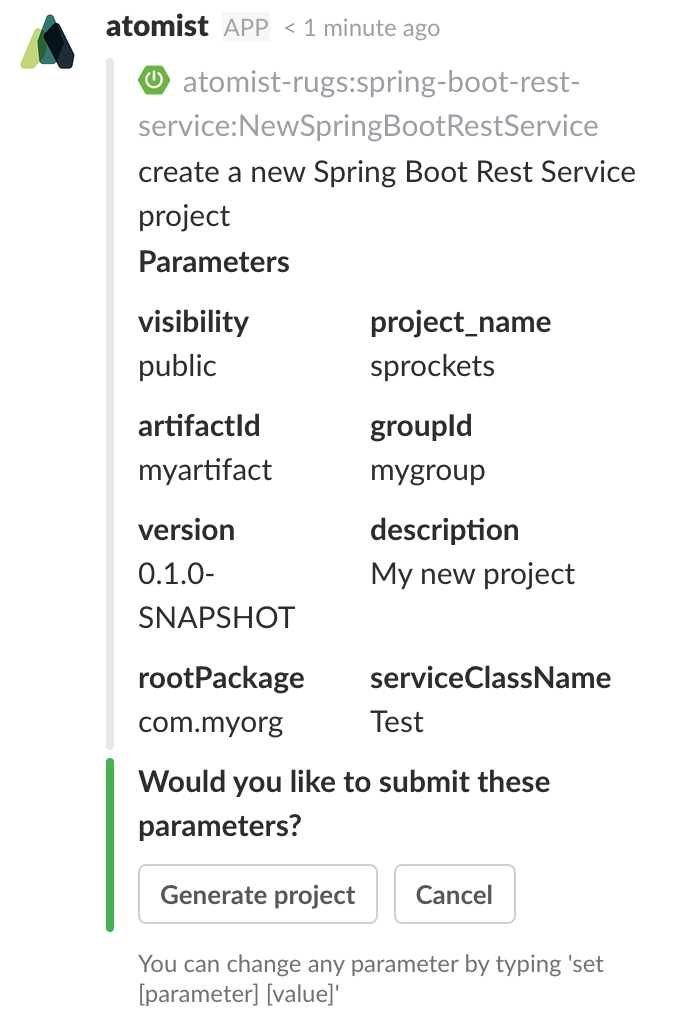 atomist APP < 1 minute ago
atomist-rugs:spring-boot-rest-
service:NewSpringBootRestService
create a new Spring Boot Rest Service
project
Parameters
visibility project_name
public sprockets
artifactId groupId
myartifact mygroup
version description
0.1.0- My new project
SNAPSHOT
rootPackage serviceClassName
com.myorg Test
Would you like to submit these
parameters?
Generate project Cancel
You can change any parameter by typing 'set
[parameter] [value]'